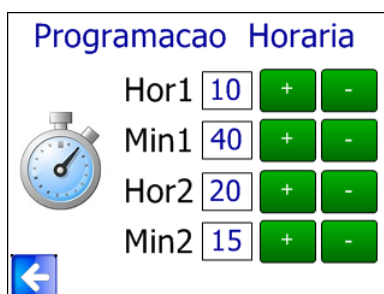 Programacao Horaria
Hor1 10 + -
Min1 40 + -
Hor2 20 + -
Min2 15 + -